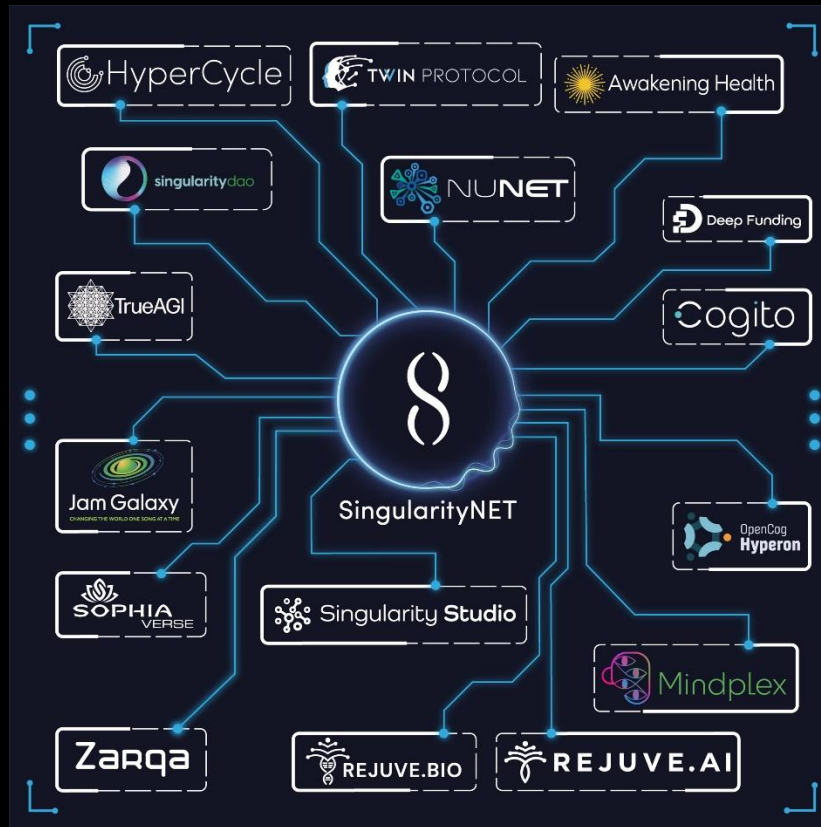 HyperCycle
TWIN PROTOCOL
Awakening Health
singularitydao
NUNET
Deep Funding
TrueAGI
Cogito
SingularityNET
Jam Galaxy
CHANGING THE WORLD ONE SONG AT A TIME
OpenCog
Hyperon
SOPHIA
VERSE
Singularity Studio
Mindplex
Zarqa
REJUVE.BIO
REJUVE.AI